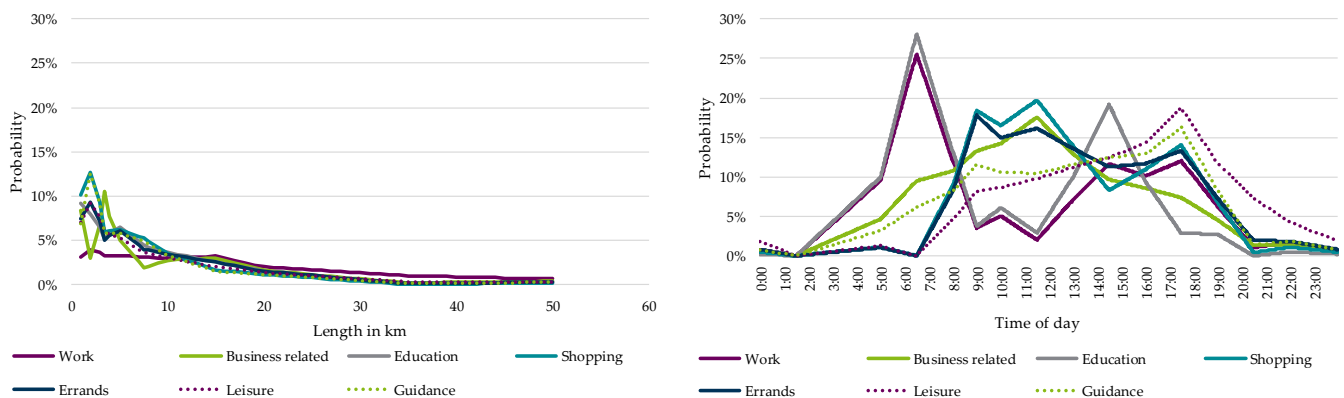 30%
25%
20%
15%
10%
5%
0%
Probability
0 10 20 30 40 50 60
Length in km
Work Business related Education Shopping
Errands Leisure Guidance
30%
25%
20%
15%
10%
5%
0%
Probability
0:00 1:00 2:00 5:00 6:00 7:00 8:00 9:00 10:00 11:00 12:00 13:00 14:00 15:00 16:00 17:00 18:00 19:00 20:00 21:00 22:00 23:00
Time of day
Work Business related Education Shopping
Errands Leisure Guidance